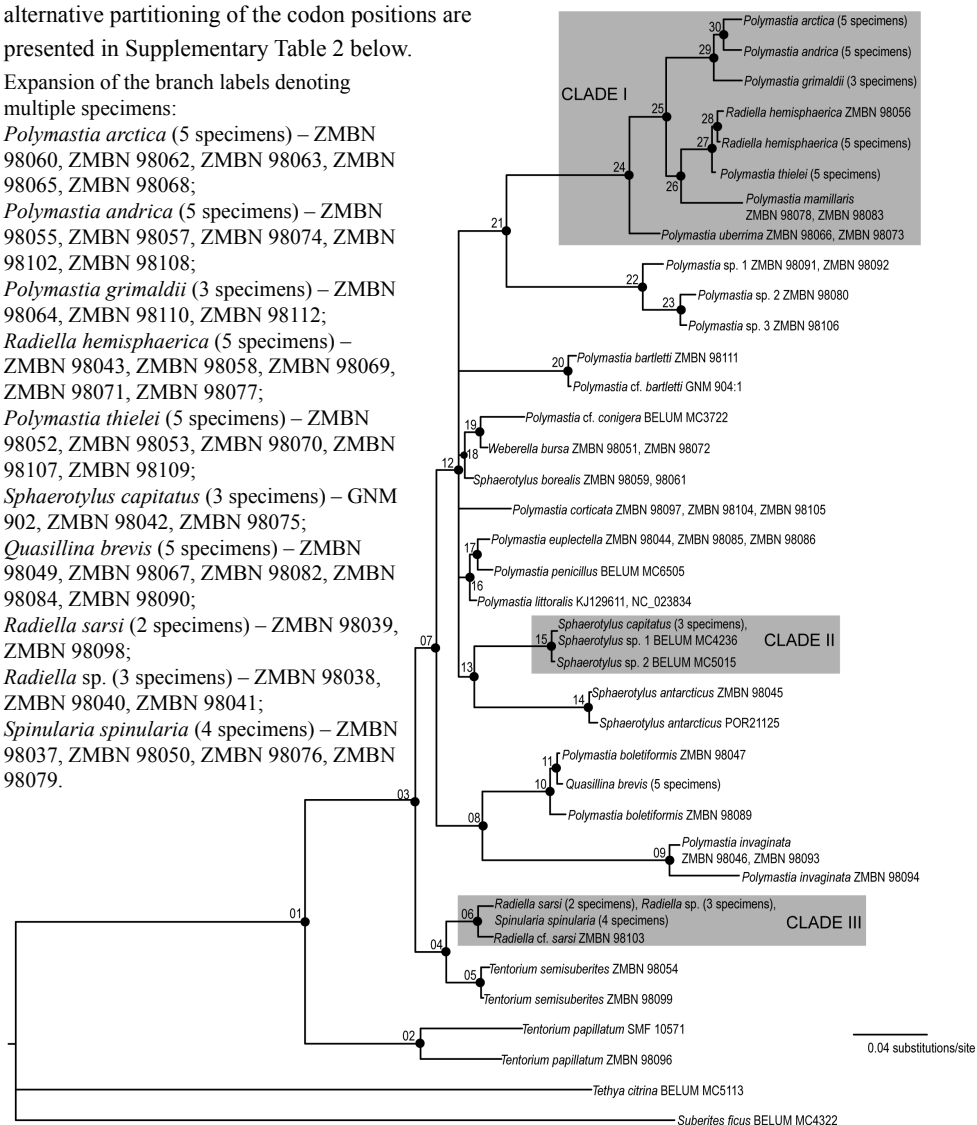 alternative partitioning of the codon positions are
presented in Supplementary Table 2 below.
Expansion of the branch labels denoting
multiple specimens:
Polymastia arctica (5 specimens) – ZMBN
98060, ZMBN 98062, ZMBN 98063, ZMBN
98065, ZMBN 98068;
Polymastia andrica (5 specimens) – ZMBN
98055, ZMBN 98057, ZMBN 98074, ZMBN
98102, ZMBN 98108;
Polymastia grimaldii (3 specimens) – ZMBN
98064, ZMBN 98110, ZMBN 98112;
Radiella hemisphaerica (5 specimens) –
ZMBN 98043, ZMBN 98058, ZMBN 98069,
ZMBN 98071, ZMBN 98077;
Polymastia thielei (5 specimens) – ZMBN
98052, ZMBN 98053, ZMBN 98070, ZMBN
98107, ZMBN 98109;
Sphaerotylus capitatus (3 specimens) – GNM
902, ZMBN 98042, ZMBN 98075;
Quasillina brevis (5 specimens) – ZMBN
98049, ZMBN 98067, ZMBN 98082, ZMBN
98084, ZMBN 98090;
Radiella sarsi (2 specimens) – ZMBN 98039,
ZMBN 98098;
Radiella sp. (3 specimens) – ZMBN 98038,
ZMBN 98040, ZMBN 98041;
Spinularia spinularia (4 specimens) – ZMBN
98037, ZMBN 98050, ZMBN 98076, ZMBN
98079.
CLADE I
30
Polymastia arctica (5 specimens)
29
Polymastia andrica (5 specimens)
Polymastia grimaldii (3 specimens)
25
Radiella hemisphaerica ZMBN 98056
28
Radiella hemisphaerica (5 specimens)
27
Polymastia thielei (5 specimens)
24
26
Polymastia mamillaris
ZMBN 98078, ZMBN 98083
Polymastia uberrima ZMBN 98066, ZMBN 98073
21
Polymastia sp. 1 ZMBN 98091, ZMBN 98092
22
Polymastia sp. 2 ZMBN 98080
23
Polymastia sp. 3 ZMBN 98106
Polymastia bartletti ZMBN 98111
20
Polymastia cf. bartletti GNM 904:1
Polymastia cf. conigera BELUM MC3722
19
Weberella bursa ZMBN 98051, ZMBN 98072
18
12
Sphaerotylus borealis ZMBN 98059, 98061
Polymastia corticata ZMBN 98097, ZMBN 98104, ZMBN 98105
Polymastia euplectella ZMBN 98044, ZMBN 98085, ZMBN 98086
17
Polymastia penicillus BELUM MC6505
16
Polymastia littoralis KJ129611, NC_023834
Sphaerotylus capitatus (3 specimens),
15
Sphaerotylus sp. 1 BELUM MC4236
CLADE II
Sphaerotylus sp. 2 BELUM MC5015
07
13
Sphaerotylus antarcticus ZMBN 98045
14
Sphaerotylus antarcticus POR21125
Polymastia boletiformis ZMBN 98047
11
Quasillina brevis (5 specimens)
10
Polymastia boletiformis ZMBN 98089
03
08
Polymastia invaginata
ZMBN 98046, ZMBN 98093
09
Polymastia invaginata ZMBN 98094
Radiella sarsi (2 specimens), Radiella sp. (3 specimens),
06
Spinularia spinularia (4 specimens)
CLADE III
Radiella cf. sarsi ZMBN 98103
01
04
Tentorium semisuberites ZMBN 98054
05
Tentorium semisuberites ZMBN 98099
Tentorium papillatum SMF 10571
02
Tentorium papillatum ZMBN 98096
0.04 substitutions/site
Tethya citrina BELUM MC5113
Suberites ficus BELUM MC4322